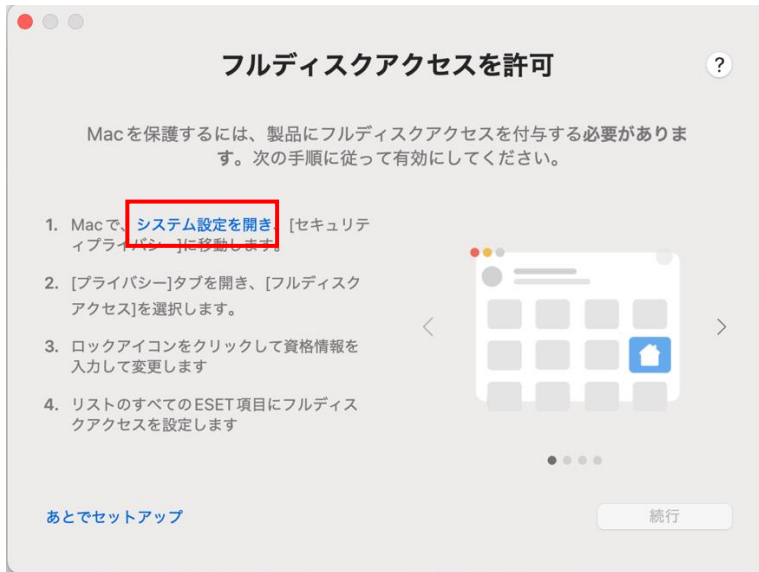 フルディスクアクセスを許可
?
Macを保護するには、製品にフルディスクアクセスを付与する必要がありま
す。次の手順に従って有効にしてください。
1. Macで、システム設定を開き、[セキュリテ
ィプライバシー]に移動します。
2. [プライバシー]タブを開き、[フルディスク
アクセス]を選択します。
3. ロックアイコンをクリックして資格情報を
入力して変更します
4. リストのすべてのESET項目にフルディス
クアクセスを設定します
あとでセットアップ
続行